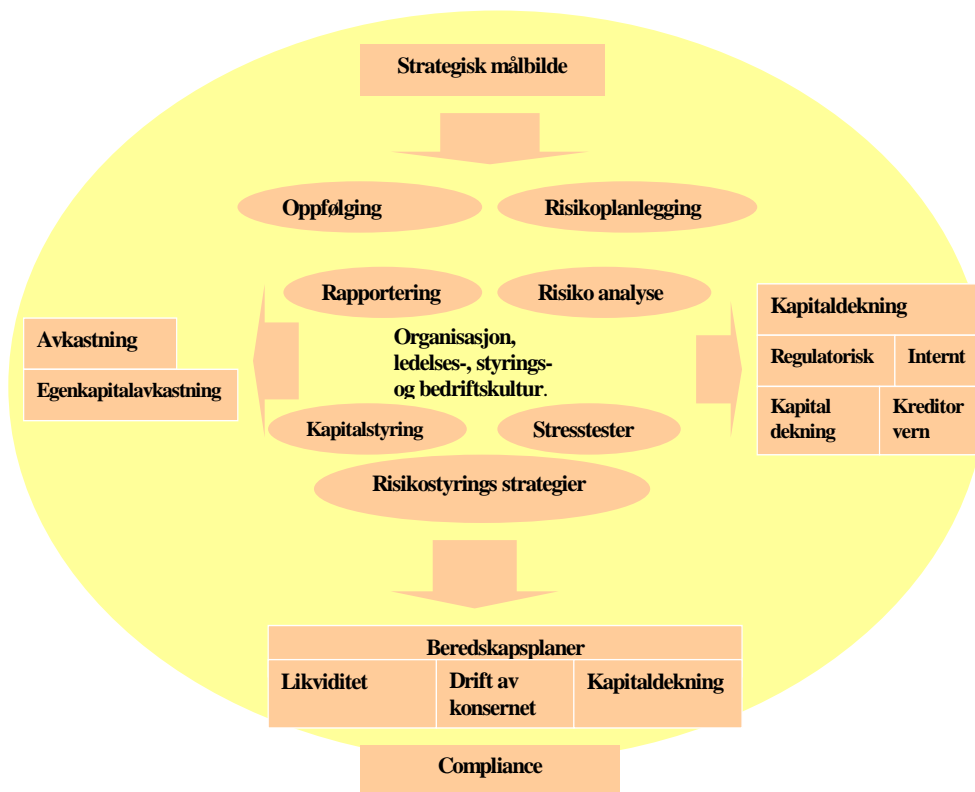 Strategisk målbilde
Oppfølging
Risikoplanlegging
Rapportering
Risiko analyse
Organisasjon,
ledelses-, styrings-
og bedriftskultur.
Avkastning
Egenkapitalavkastning
Kapitaldekning
Regulatorisk
Internt
Kapital
dekning
Kreditor
vern
Kapitalstyring
Stresstester
Risikostyrings strategier
Beredskapsplaner
Likviditet
Drift av
konsernet
Kapitaldekning
Compliance